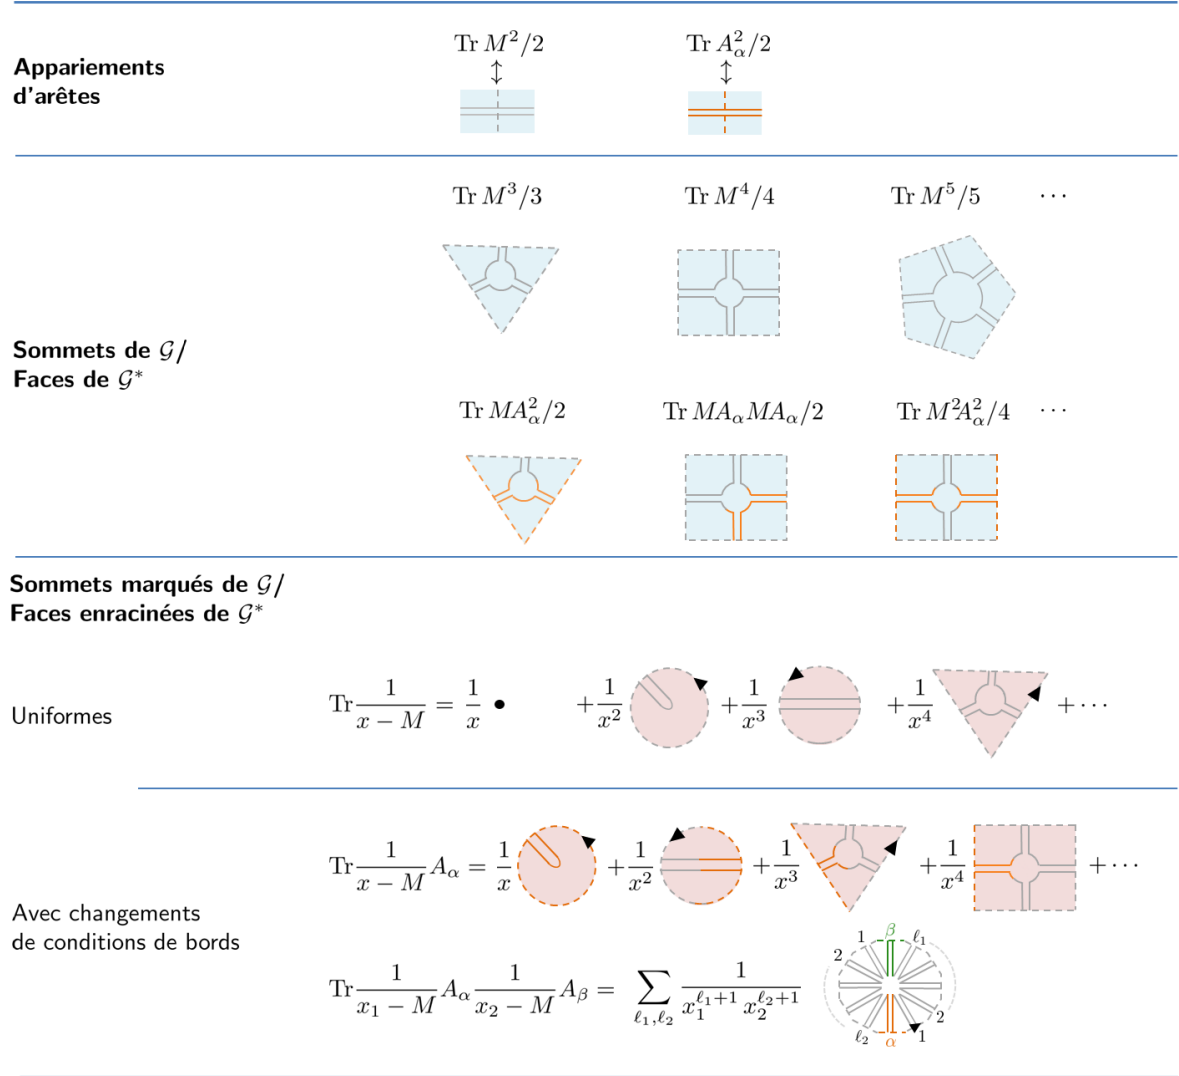 Tr M²/2 Tr A_α²/2
Appariements
d'arêtes
Tr M³/3 Tr M⁴/4 Tr M⁵/5 ⋯
Sommets de 𝒢/
Faces de 𝒢*
Tr MA_α²/2 Tr MA_αMA_α/2 Tr M²A_α²/4 ⋯
Sommets marqués de 𝒢/
Faces enracinées de 𝒢*
Uniformes
Tr 1/(x − M) = 1/x • + 1/x² + 1/x³ + 1/x⁴ + ⋯
Tr 1/(x − M) A_α = 1/x + 1/x² + 1/x³ + 1/x⁴ + ⋯
Avec changements
de conditions de bords
Tr 1/(x₁ − M) A_α 1/(x₂ − M) A_β = ∑_{ℓ₁,ℓ₂} 1/(x₁^{ℓ₁+1} x₂^{ℓ₂+1})
2 1 β ℓ₁
ℓ₂ α 1 2